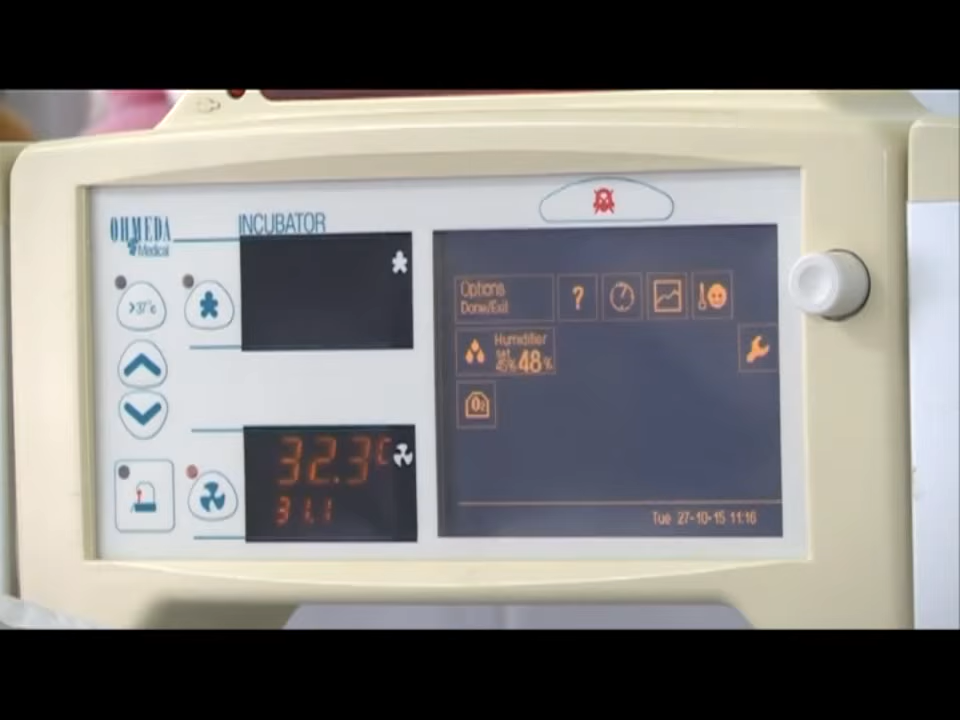 OHMEDA
Medical
INCUBATOR
>37°c
32.3C
31.1
Options
Done/Exit
?
Humidifier
SET
45% 48%
O2
Tue 27-10-15 11:16